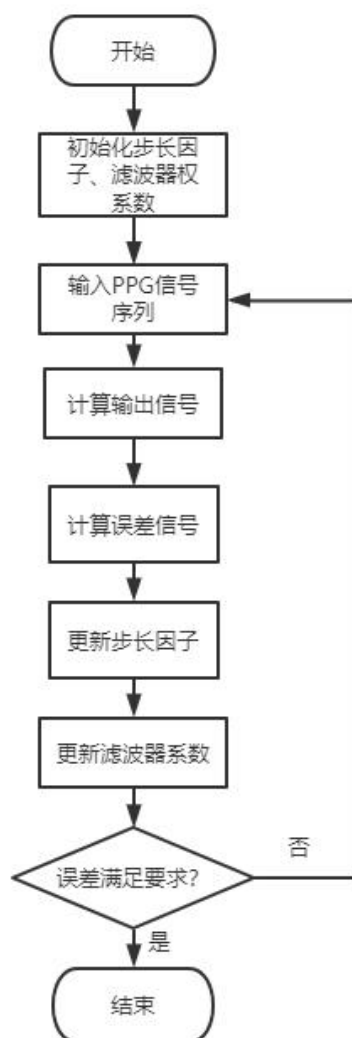 开始
初始化步长因
子、滤波器权
系数
输入PPG信号
序列
计算输出信号
计算误差信号
更新步长因子
更新滤波器系数
误差满足要求?
否
是
结束